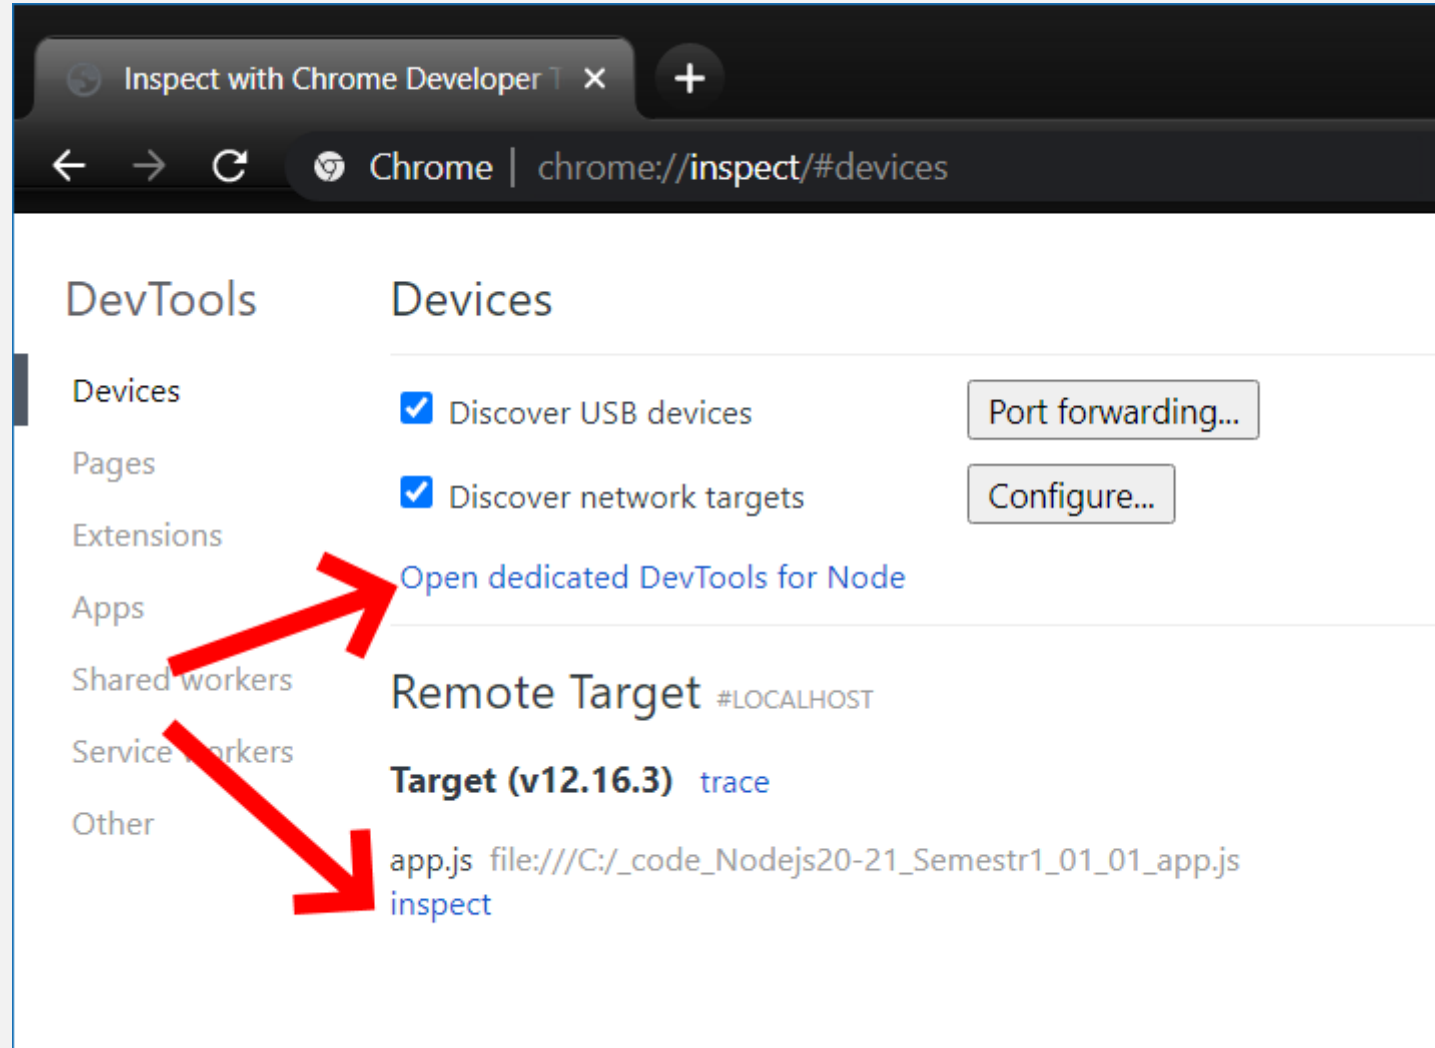 Inspect with Chrome Developer T
Chrome | chrome://inspect/#devices
DevTools
Devices
Pages
Extensions
Apps
Shared workers
Service workers
Other
Devices
Discover USB devices
Port forwarding...
Discover network targets
Configure...
Open dedicated DevTools for Node
Remote Target #LOCALHOST
Target (v12.16.3) trace
app.js file:///C:/_code_Nodejs20-21_Semestr1_01_01_app.js
inspect